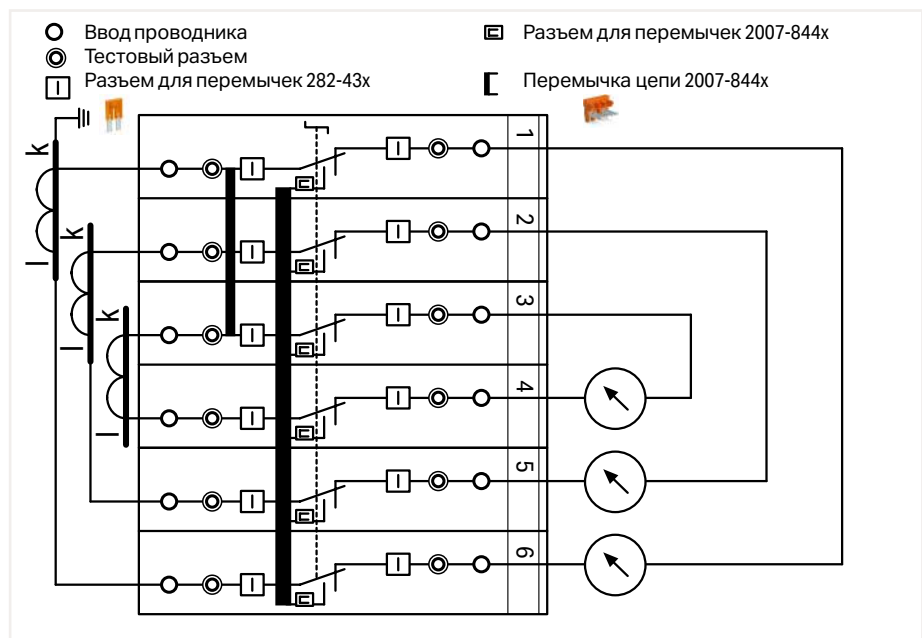 Ввод проводника
Тестовый разъем
Разъем для перемычек 282-43x
Разъем для перемычек 2007-844x
Перемычка цепи 2007-844x
k
l
k
l
k
l
1
2
3
4
5
6